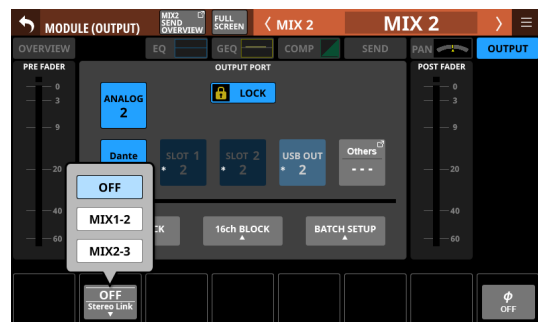 MODULE (OUTPUT)
MIX2
SEND
OVERVIEW
FULL
SCREEN
MIX 2
MIX 2
OVERVIEW
EQ
GEQ
COMP
SEND
PAN
OUTPUT
PRE FADER
OUTPUT PORT
POST FADER
0
3
9
20
40
60
LOCK
ANALOG
2
Dante
SLOT 1
* 2
SLOT 2
* 2
USB OUT
* 2
Others
---
0
3
9
20
40
60
OFF
MIX1-2
MIX2-3
CK
16ch BLOCK
BATCH SETUP
OFF
Stereo Link
φ
OFF